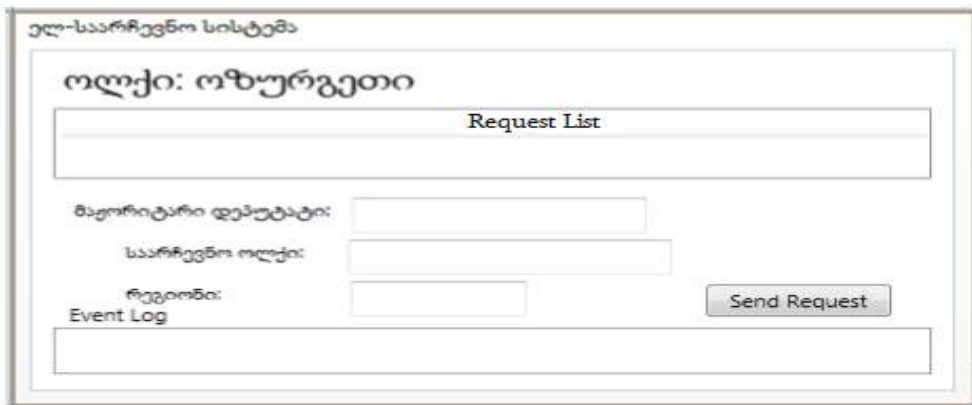 ელ-საარჩევნო სისტემა
ოლქი: ოზურგეთი
Request List
მაჟორიტარი დეპუტატი:
საარჩევნო ოლქი:
რეგიონი:
Send Request
Event Log